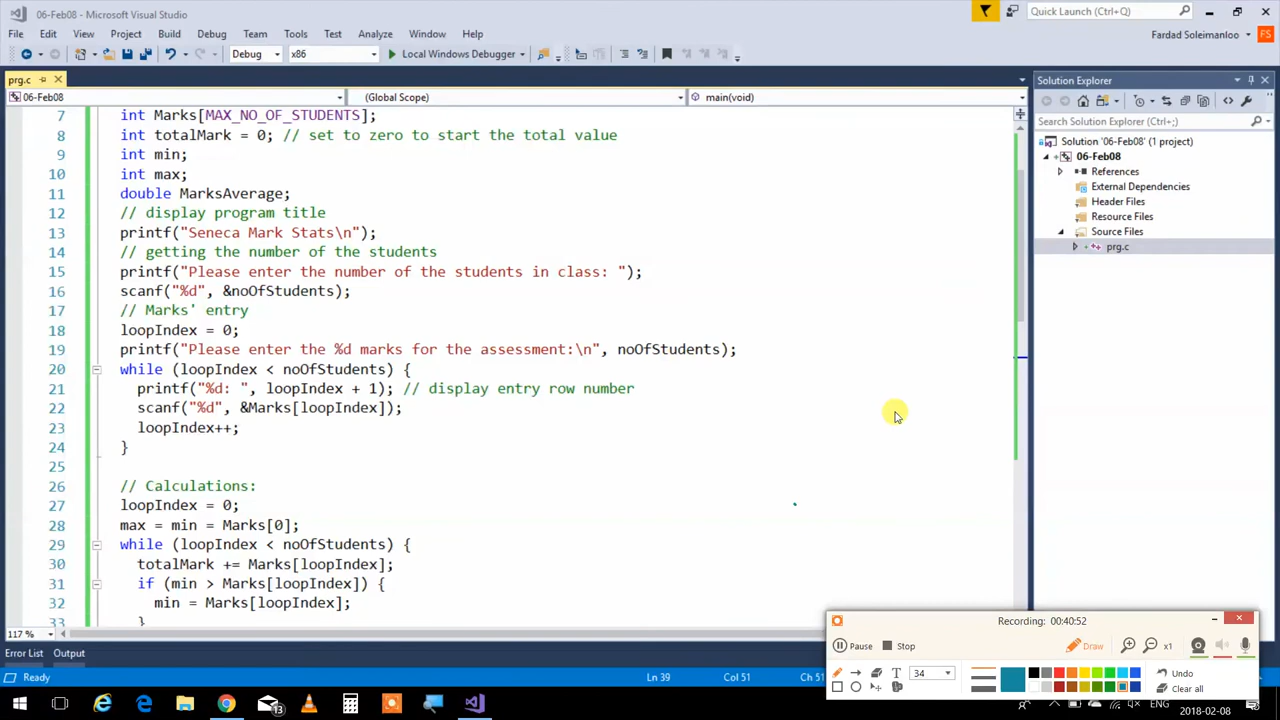 06-Feb08 - Microsoft Visual Studio
Quick Launch (Ctrl+Q)
File Edit View Project Build Debug Team Tools Test Analyze Window Help
Fardad Soleimanloo FS
Debug x86 Local Windows Debugger
prg.c
Solution Explorer
06-Feb08 (Global Scope) main(void)
Search Solution Explorer (Ctrl+;)
Solution '06-Feb08' (1 project)
06-Feb08
References
External Dependencies
Header Files
Resource Files
Source Files
prg.c
7 int Marks[MAX_NO_OF_STUDENTS];
8 int totalMark = 0; // set to zero to start the total value
9 int min;
10 int max;
11 double MarksAverage;
12 // display program title
13 printf("Seneca Mark Stats\n");
14 // getting the number of the students
15 printf("Please enter the number of the students in class: ");
16 scanf("%d", &noOfStudents);
17 // Marks' entry
18 loopIndex = 0;
19 printf("Please enter the %d marks for the assessment:\n", noOfStudents);
20 while (loopIndex < noOfStudents) {
21 printf("%d: ", loopIndex + 1); // display entry row number
22 scanf("%d", &Marks[loopIndex]);
23 loopIndex++;
24 }
25
26 // Calculations:
27 loopIndex = 0;
28 max = min = Marks[0];
29 while (loopIndex < noOfStudents) {
30 totalMark += Marks[loopIndex];
31 if (min > Marks[loopIndex]) {
32 min = Marks[loopIndex];
33 }
117 %
Error List Output
Ready Ln 39 Col 51 Ch 51
Recording: 00:40:52
Pause Stop Draw x1
T 34 Undo
Clear all
13
ENG
2018-02-08